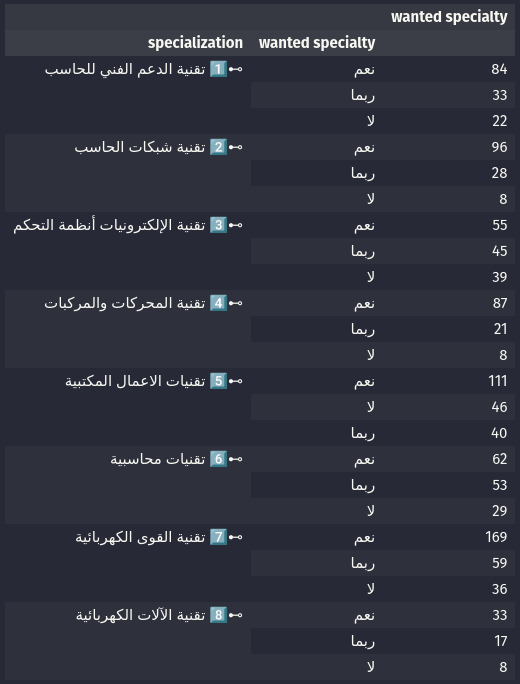 wanted specialty
specialization wanted specialty
⊷1️⃣ تقنية الدعم الفني للحاسب نعم 84
ربما 33
لا 22
⊷2️⃣ تقنية شبكات الحاسب نعم 96
ربما 28
لا 8
⊷3️⃣ تقنية الإلكترونيات أنظمة التحكم نعم 55
ربما 45
لا 39
⊷4️⃣ تقنية المحركات والمركبات نعم 87
ربما 21
لا 8
⊷5️⃣ تقنيات الاعمال المكتبية نعم 111
لا 46
ربما 40
⊷6️⃣ تقنيات محاسبية نعم 62
ربما 53
لا 29
⊷7️⃣ تقنية القوى الكهربائية نعم 169
ربما 59
لا 36
⊷8️⃣ تقنية الآلات الكهربائية نعم 33
ربما 17
لا 8